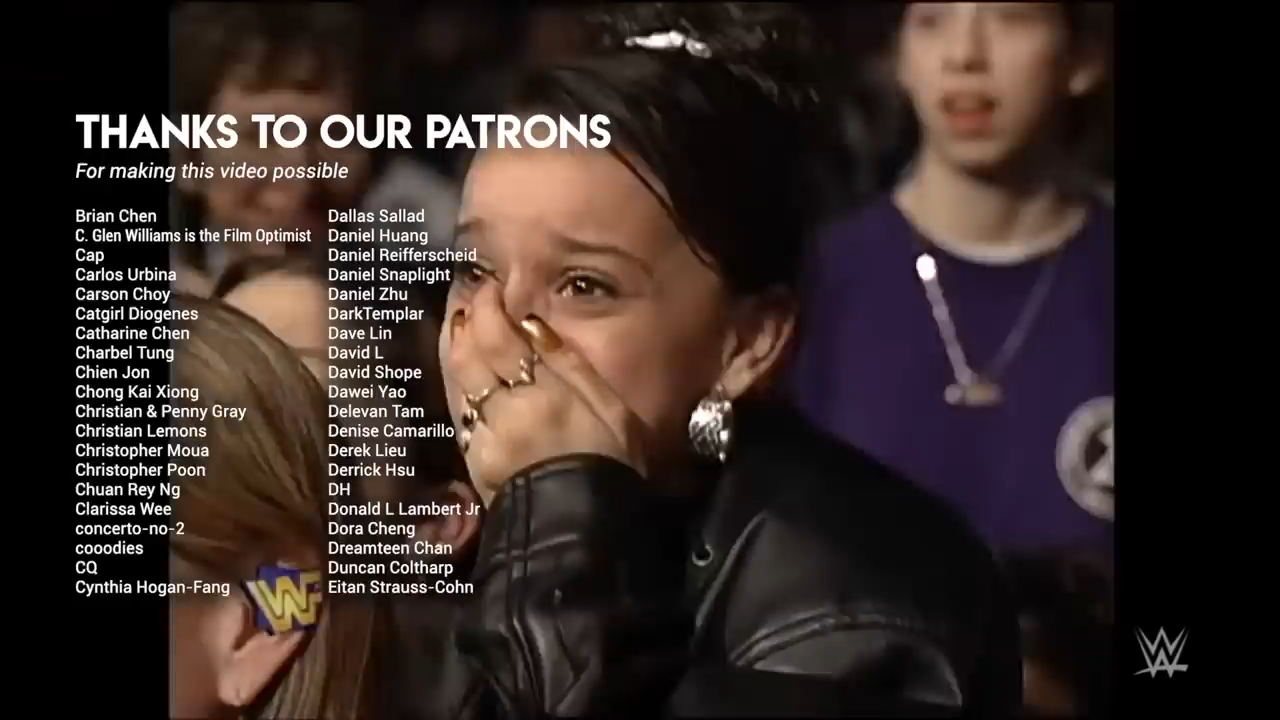 THANKS TO OUR PATRONS
For making this video possible
Brian Chen
C. Glen Williams is the Film Optimist
Cap
Carlos Urbina
Carson Choy
Catgirl Diogenes
Catharine Chen
Charbel Tung
Chien Jon
Chong Kai Xiong
Christian & Penny Gray
Christian Lemons
Christopher Moua
Christopher Poon
Chuan Rey Ng
Clarissa Wee
concerto-no-2
cooodies
CQ
Cynthia Hogan-Fang
Dallas Sallad
Daniel Huang
Daniel Reifferscheid
Daniel Snaplight
Daniel Zhu
DarkTemplar
Dave Lin
David L
David Shope
Dawei Yao
Delevan Tam
Denise Camarillo
Derek Lieu
Derrick Hsu
DH
Donald L Lambert Jr
Dora Cheng
Dreamteen Chan
Duncan Coltharp
Eitan Strauss-Cohn
WF
W